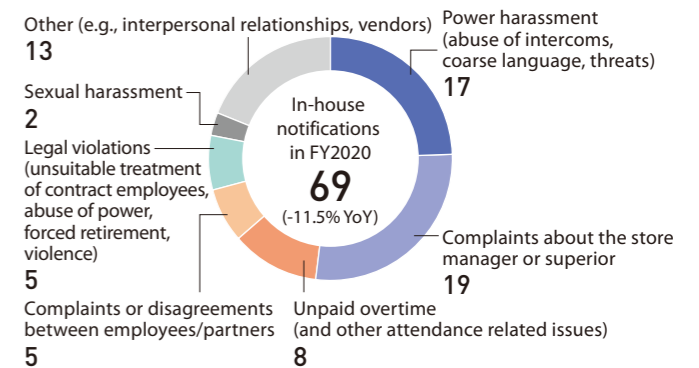 Other (e.g., interpersonal relationships, vendors)
13
Power harassment
(abuse of intercoms,
coarse language, threats)
17
Sexual harassment
2
In-house
notifications
in FY2020
69
(-11.5% YoY)
Legal violations
(unsuitable treatment
of contract employees,
abuse of power,
forced retirement,
violence)
5
Complaints about the store
manager or superior
19
Complaints or disagreements
between employees/partners
5
Unpaid overtime
(and other attendance related issues)
8